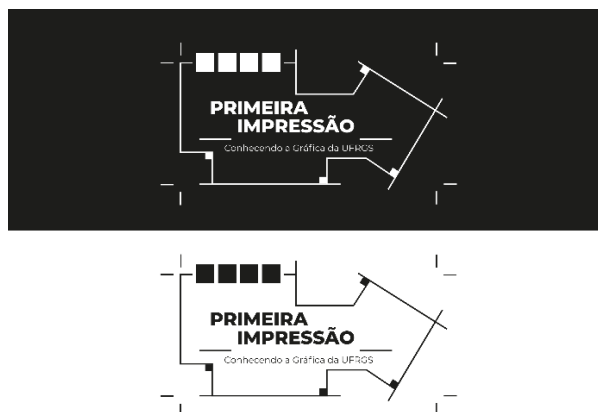 PRIMEIRA
IMPRESSÃO
Conhecendo a Gráfica da UFRGS
PRIMEIRA
IMPRESSÃO
Conhecendo a Gráfica da UFRGS